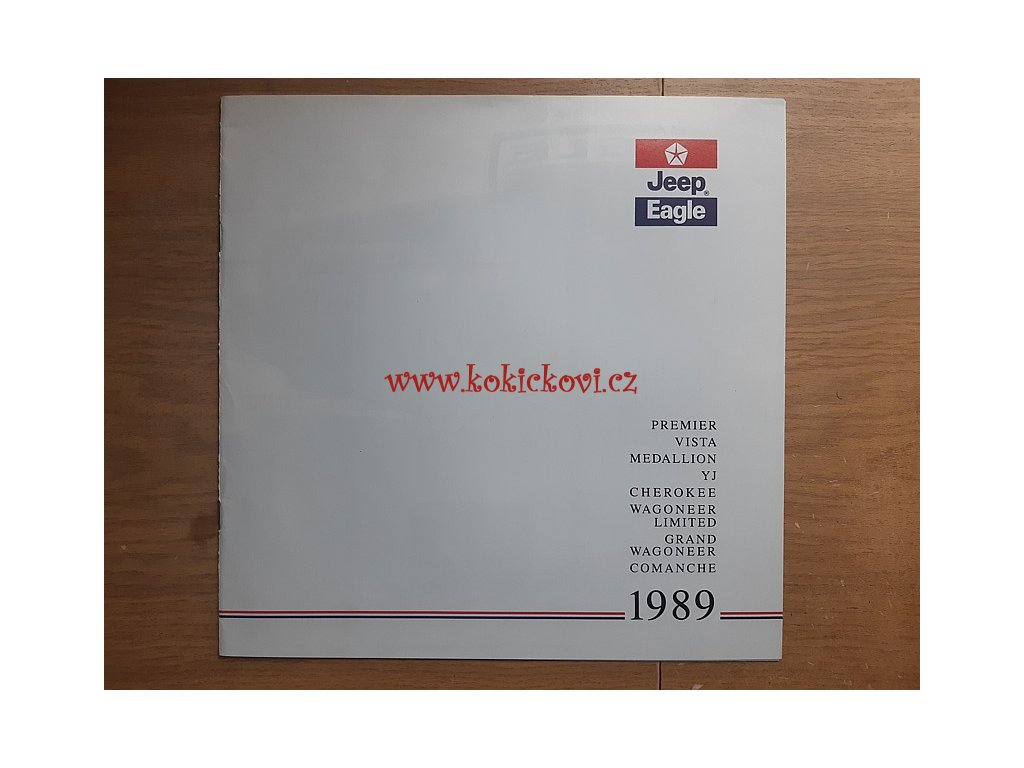 Jeep®
Eagle
www.kokickovi.cz
PREMIER
VISTA
MEDALLION
YJ
CHEROKEE
WAGONEER
LIMITED
GRAND
WAGONEER
COMANCHE
1989